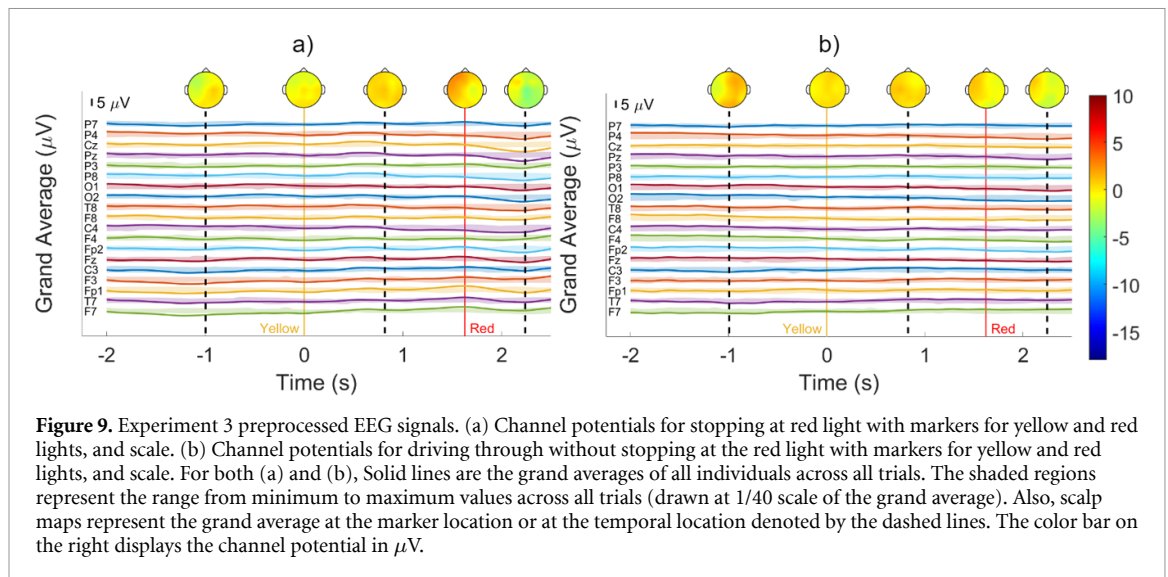 a)
b)
5 μV
5 μV
10
5
0
-5
-10
-15
Grand Average (μV)
P7
P4
Cz
Pz
P3
P8
O1
O2
T8
F8
C4
F4
Fp2
Fz
C3
F3
Fp1
T7
F7
Yellow
Red
-2
-1
0
1
2
Time (s)
Grand Average (μV)
P7
P4
Cz
Pz
P3
P8
O1
O2
T8
F8
C4
F4
Fp2
Fz
C3
F3
Fp1
T7
F7
Yellow
Red
-2
-1
0
1
2
Time (s)
Figure 9. Experiment 3 preprocessed EEG signals. (a) Channel potentials for stopping at red light with markers for yellow and red
lights, and scale. (b) Channel potentials for driving through without stopping at the red light with markers for yellow and red
lights, and scale. For both (a) and (b), Solid lines are the grand averages of all individuals across all trials. The shaded regions
represent the range from minimum to maximum values across all trials (drawn at 1/40 scale of the grand average). Also, scalp
maps represent the grand average at the marker location or at the temporal location denoted by the dashed lines. The color bar on
the right displays the channel potential in μV.